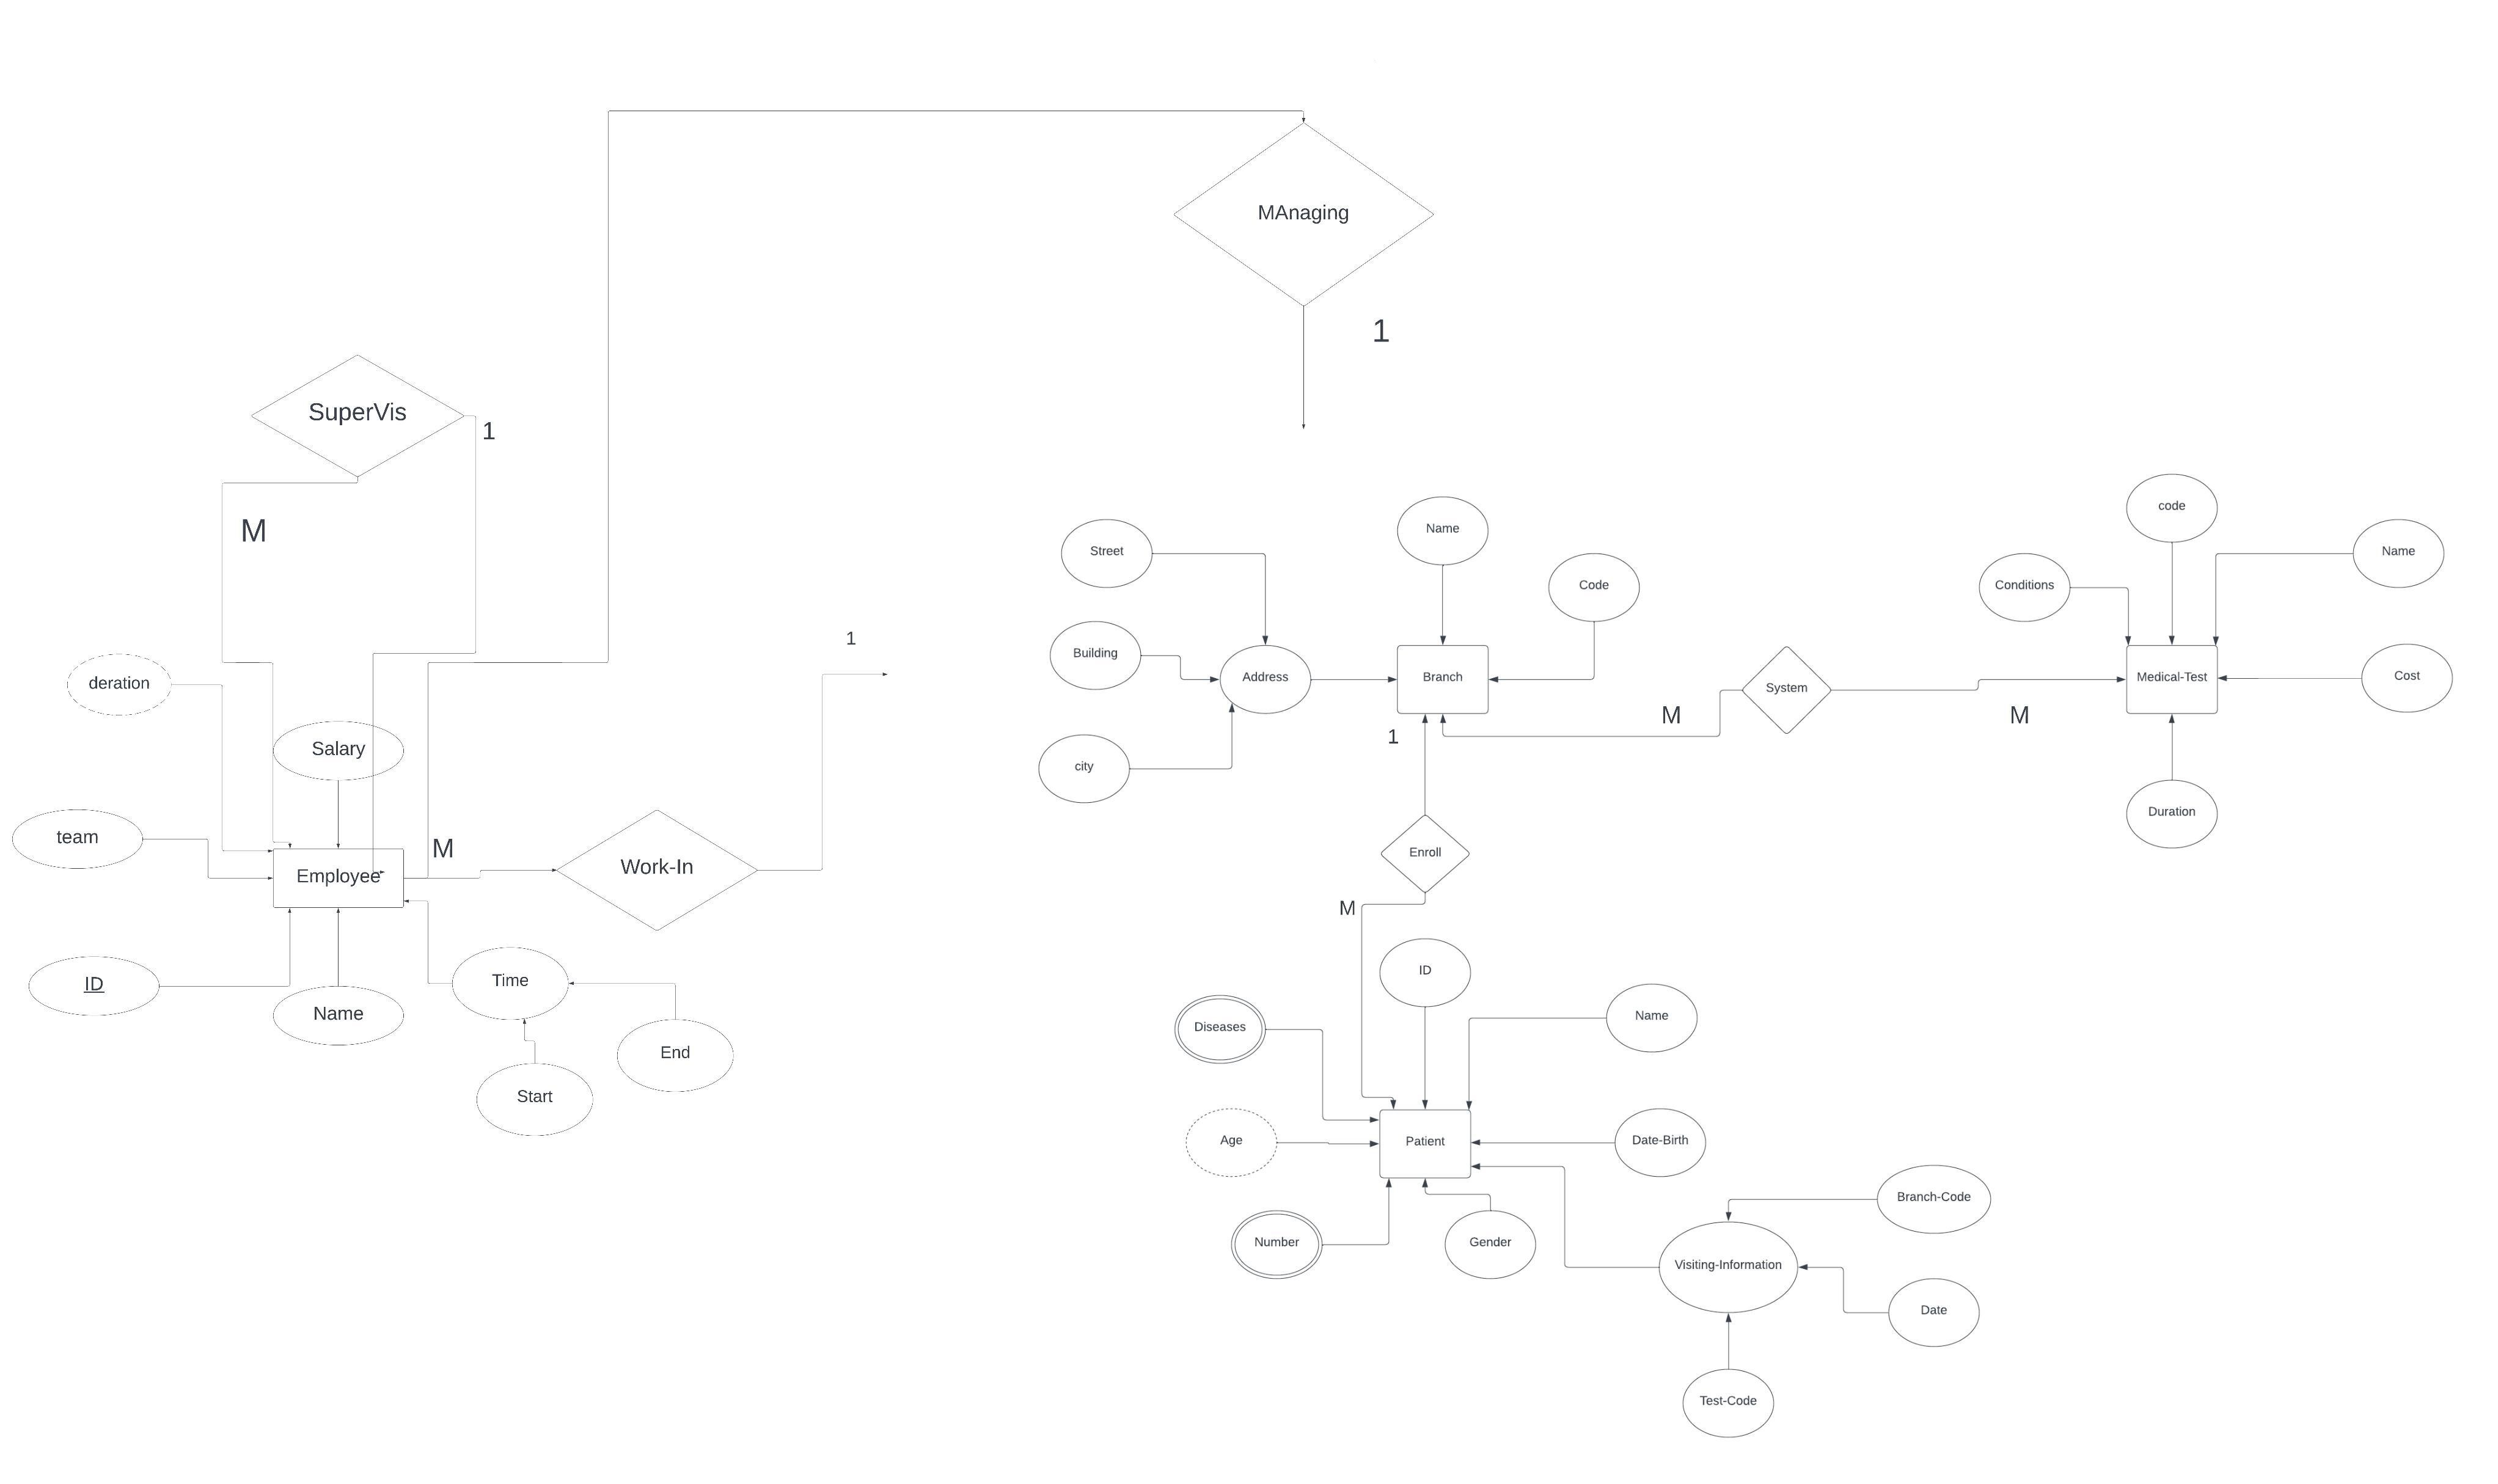 MAnaging
1
SuperVis
1
M
deration
Salary
team
Employee
M
Work-In
1
ID
Name
Time
End
Start
Street
Name
Code
Building
Address
Branch
city
1
System
M
M
code
Name
Conditions
Medical-Test
Cost
Duration
Enroll
M
ID
Name
Diseases
Age
Patient
Date-Birth
Number
Gender
Branch-Code
Visiting-Information
Date
Test-Code